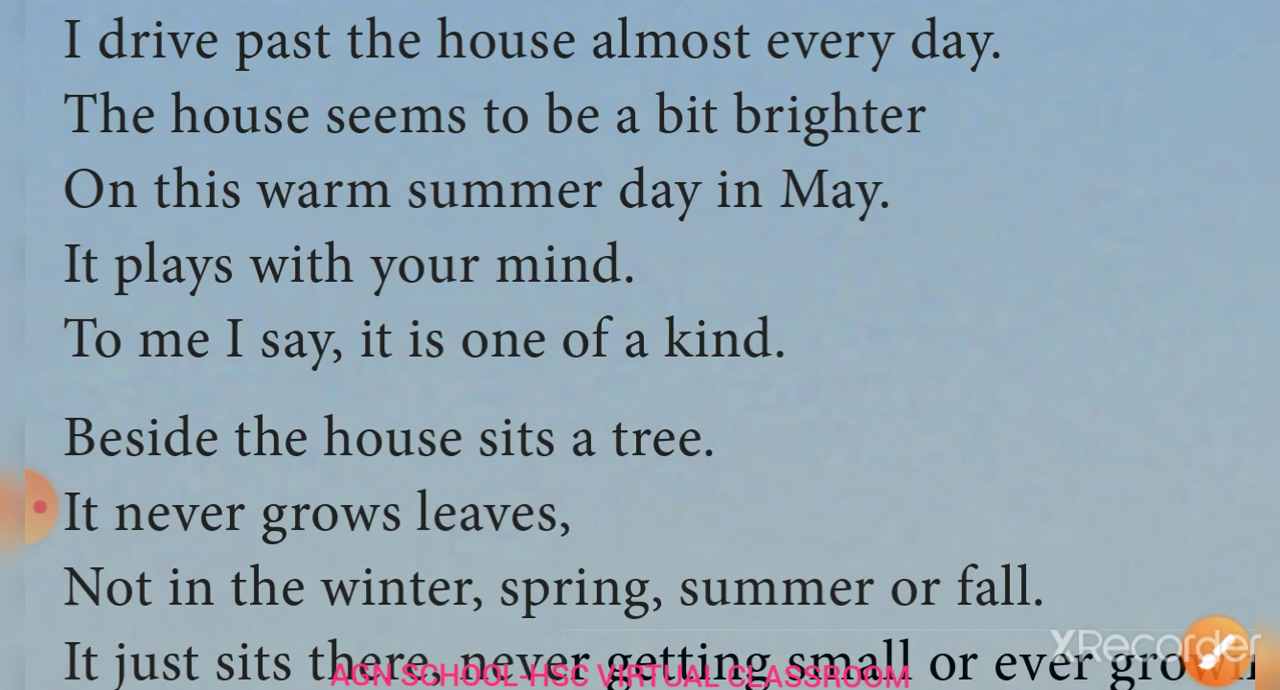 I drive past the house almost every day.
The house seems to be a bit brighter
On this warm summer day in May.
It plays with your mind.
To me I say, it is one of a kind.
Beside the house sits a tree.
It never grows leaves,
Not in the winter, spring, summer or fall.
It just sits there, never getting small or ever
XRecorder
AGN SCHOOL-HSC VIRTUAL CLASSROOM